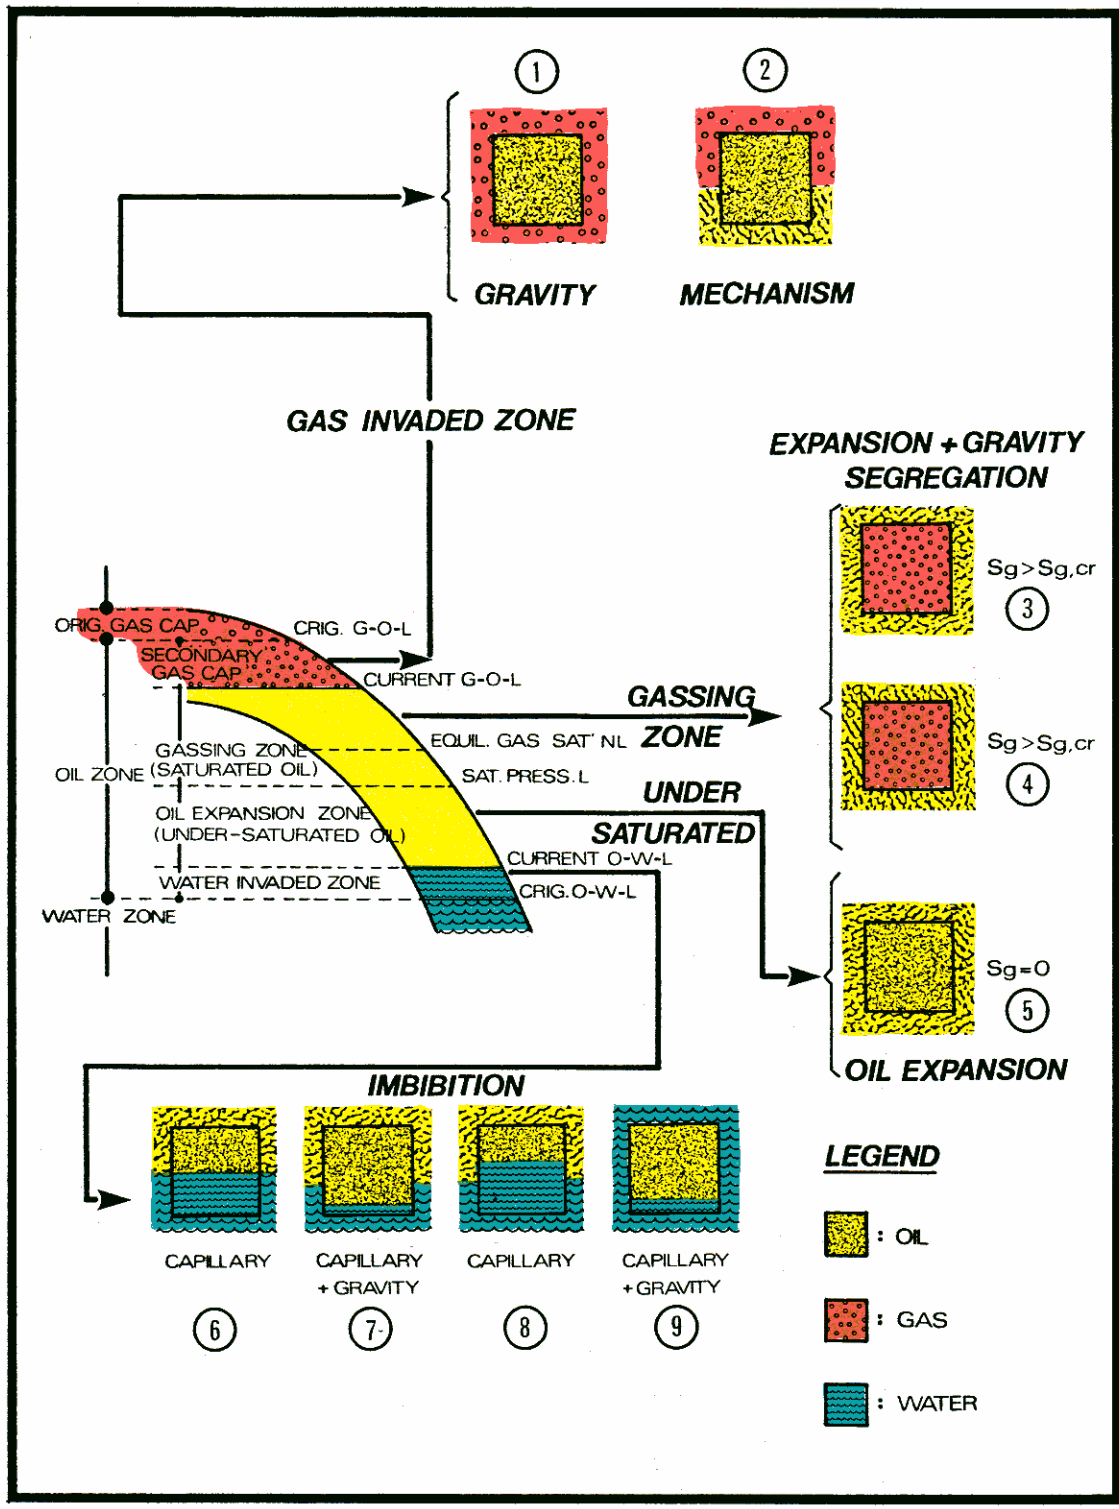 1
2
GRAVITY
MECHANISM
GAS INVADED ZONE
EXPANSION + GRAVITY
SEGREGATION
Sg>Sg,cr
3
ORIG. GAS CAP
CRIG. G-O-L
SECONDARY
GAS CAP
CURRENT G-O-L
GASSING
ZONE
EQUIL. GAS SAT' NL
Sg>Sg,cr
4
GASSING ZONE
(SATURATED OIL)
OIL ZONE
SAT. PRESS. L
UNDER
SATURATED
OIL EXPANSION ZONE
(UNDER-SATURATED OIL)
CURRENT O-W-L
WATER INVADED ZONE
CRIG. O-W-L
WATER ZONE
Sg=0
5
OIL EXPANSION
IMBIBITION
CAPILLARY
CAPILLARY
+ GRAVITY
CAPILLARY
CAPILLARY
+ GRAVITY
6
7
8
9
LEGEND
: OIL
: GAS
: WATER